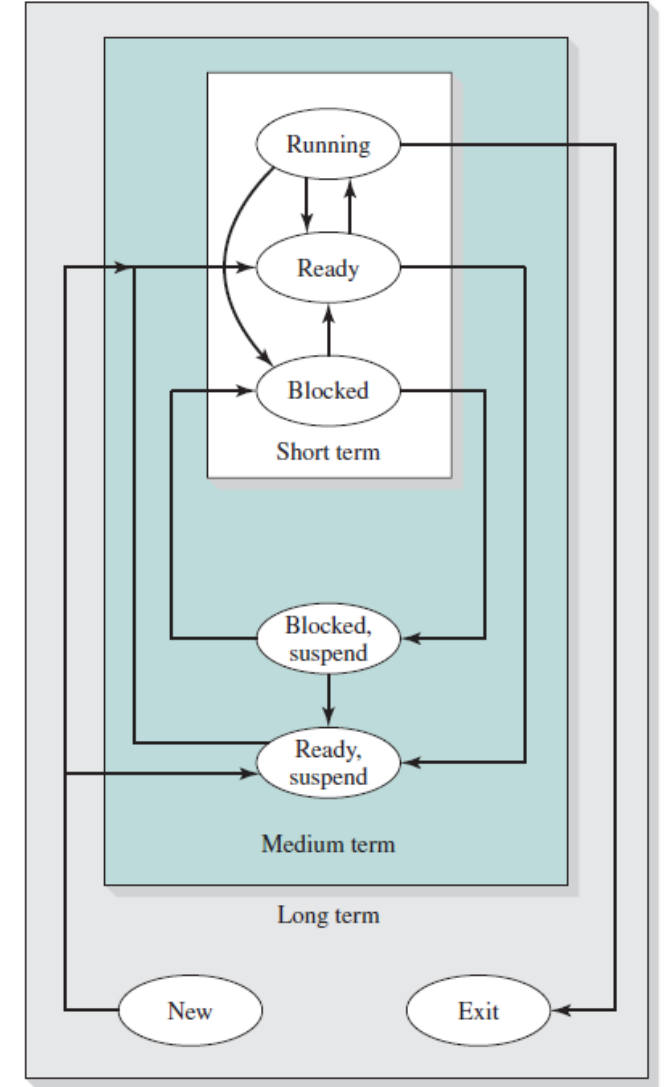 Running
Ready
Blocked
Short term
Blocked,
suspend
Ready,
suspend
Medium term
Long term
New
Exit